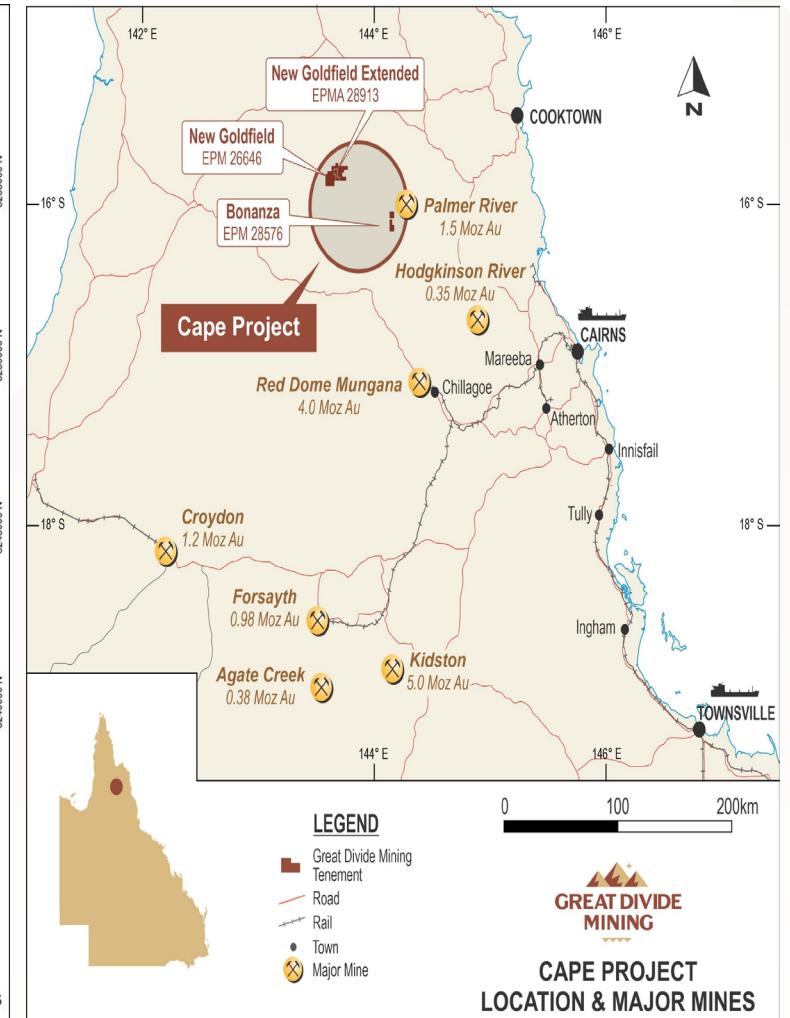 142° E
144° E
146° E
New Goldfield Extended
EPMA 28913
COOKTOWN
N
New Goldfield
EPM 26646
16° S
16° S
Bonanza
EPM 28576
Palmer River
1.5 Moz Au
Hodgkinson River
0.35 Moz Au
Cape Project
CAIRNS
Mareeba
Red Dome Mungana
4.0 Moz Au
Chillagoe
Atherton
Innisfail
Croydon
1.2 Moz Au
Tully
18° S
18° S
Forsayth
0.98 Moz Au
Ingham
Agate Creek
0.38 Moz Au
Kidston
5.0 Moz Au
TOWNSVILLE
144° E
146° E
0 100 200km
LEGEND
Great Divide Mining
Tenement
Road
Rail
Town
Major Mine
GREAT DIVIDE
MINING
CAPE PROJECT
LOCATION & MAJOR MINES